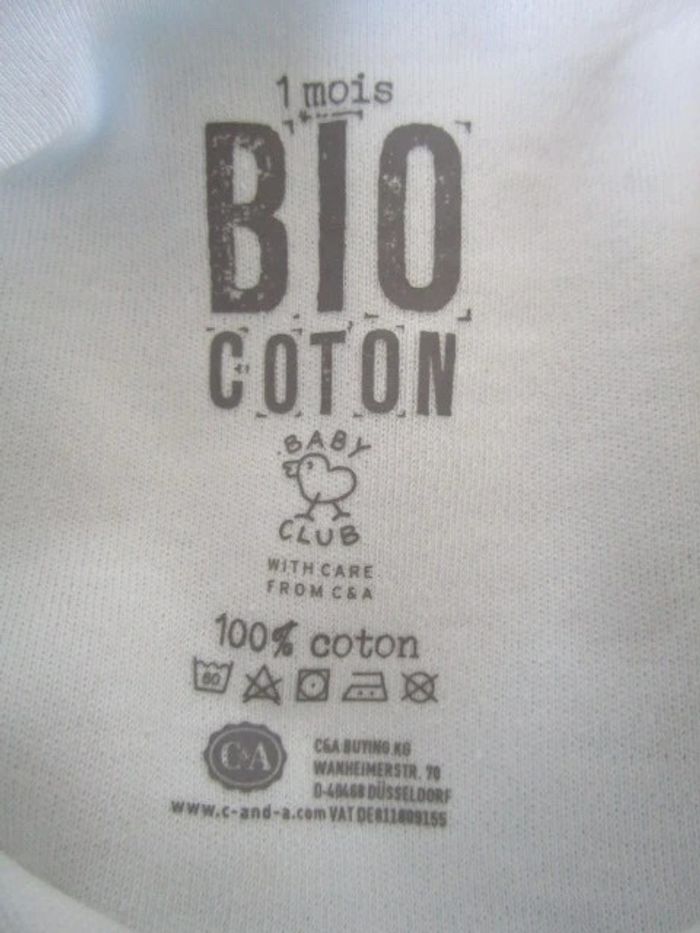 1 mois
BIO
COTON
BABY
CLUB
WITH CARE
FROM C&A
100% coton
60
C&A
C&A BUYING KG
WANHEIMERSTR. 70
D-40468 DÜSSELDORF
www.c-and-a.com VAT DE811809155